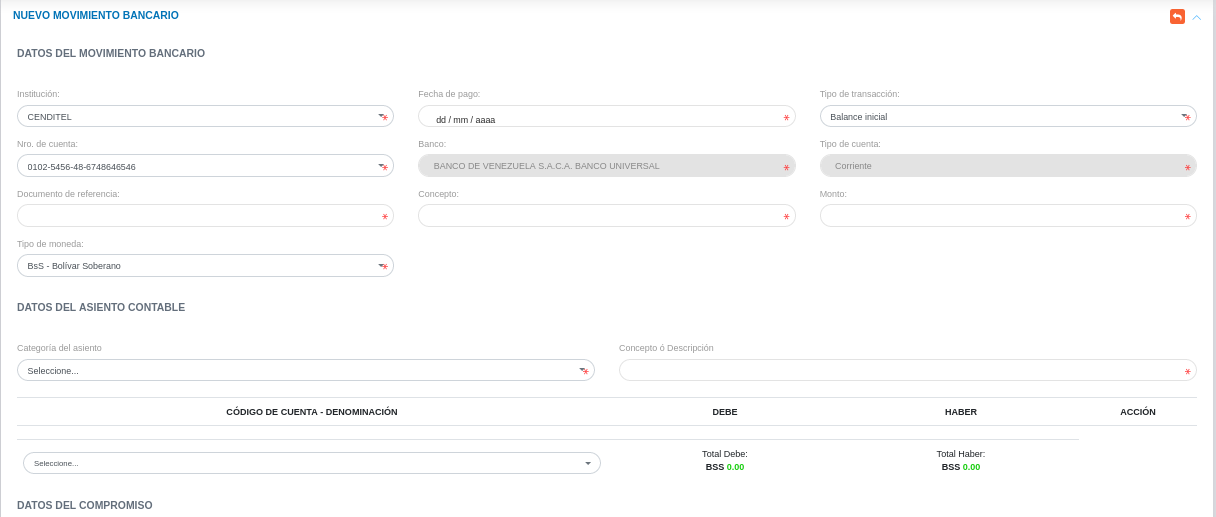 NUEVO MOVIMIENTO BANCARIO
DATOS DEL MOVIMIENTO BANCARIO
Institución: Fecha de pago: Tipo de transacción:
CENDITEL * dd / mm / aaaa * Balance inicial *
Nro. de cuenta: Banco: Tipo de cuenta:
0102-5456-48-6748646546 * BANCO DE VENEZUELA S.A.C.A. BANCO UNIVERSAL * Corriente *
Documento de referencia: Concepto: Monto:
* * *
Tipo de moneda:
BsS - Bolívar Soberano *
DATOS DEL ASIENTO CONTABLE
Categoría del asiento Concepto ó Descripción
Seleccione... * *
CÓDIGO DE CUENTA - DENOMINACIÓN DEBE HABER ACCIÓN
Seleccione... Total Debe: Total Haber:
BSS 0.00 BSS 0.00
DATOS DEL COMPROMISO